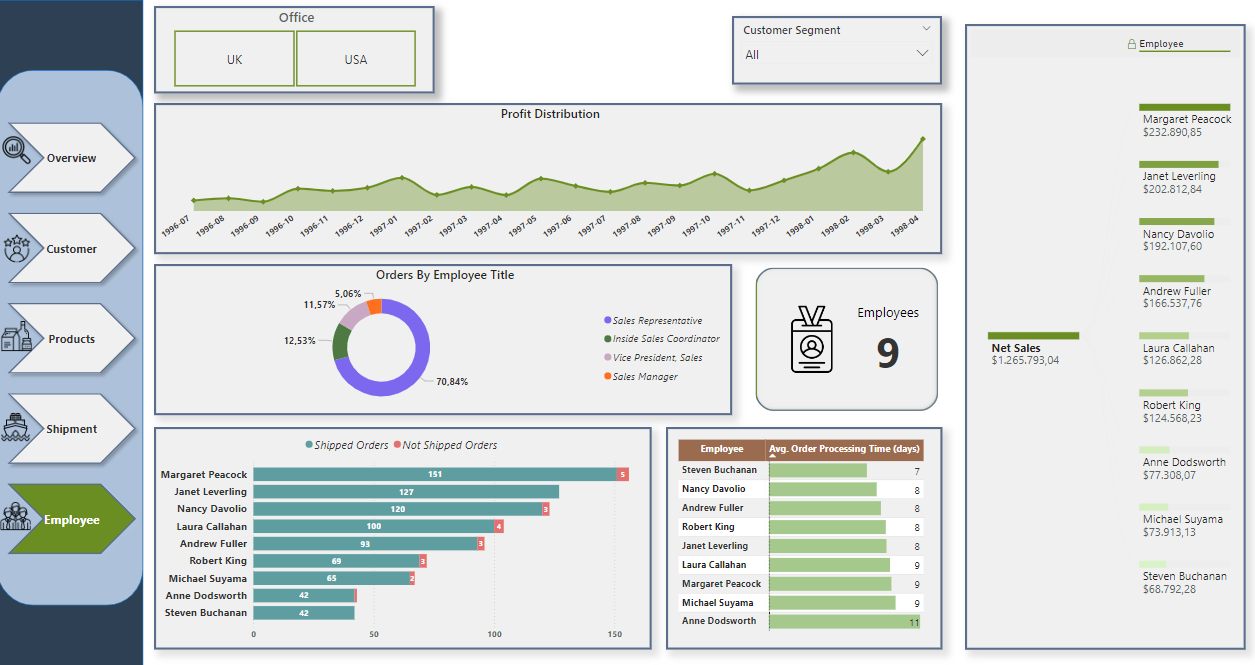 Overview
Customer
Products
Shipment
Employee
Office
UK
USA
Customer Segment
All
Profit Distribution
1996-07
1996-08
1996-09
1996-10
1996-11
1996-12
1997-01
1997-02
1997-03
1997-04
1997-05
1997-06
1997-07
1997-08
1997-09
1997-10
1997-11
1997-12
1998-01
1998-02
1998-03
1998-04
Orders By Employee Title
5,06%
11,57%
12,53%
70,84%
Sales Representative
Inside Sales Coordinator
Vice President, Sales
Sales Manager
Employees
9
Shipped Orders Not Shipped Orders
Margaret Peacock 151 5
Janet Leverling 127
Nancy Davolio 120 3
Laura Callahan 100 4
Andrew Fuller 93 3
Robert King 69 3
Michael Suyama 65 2
Anne Dodsworth 42
Steven Buchanan 42
0 50 100 150
Employee Avg. Order Processing Time (days)
Steven Buchanan 7
Nancy Davolio 8
Andrew Fuller 8
Robert King 8
Janet Leverling 8
Laura Callahan 9
Margaret Peacock 9
Michael Suyama 9
Anne Dodsworth 11
Employee
Net Sales
$1.265.793,04
Margaret Peacock
$232.890,85
Janet Leverling
$202.812,84
Nancy Davolio
$192.107,60
Andrew Fuller
$166.537,76
Laura Callahan
$126.862,28
Robert King
$124.568,23
Anne Dodsworth
$77.308,07
Michael Suyama
$73.913,13
Steven Buchanan
$68.792,28